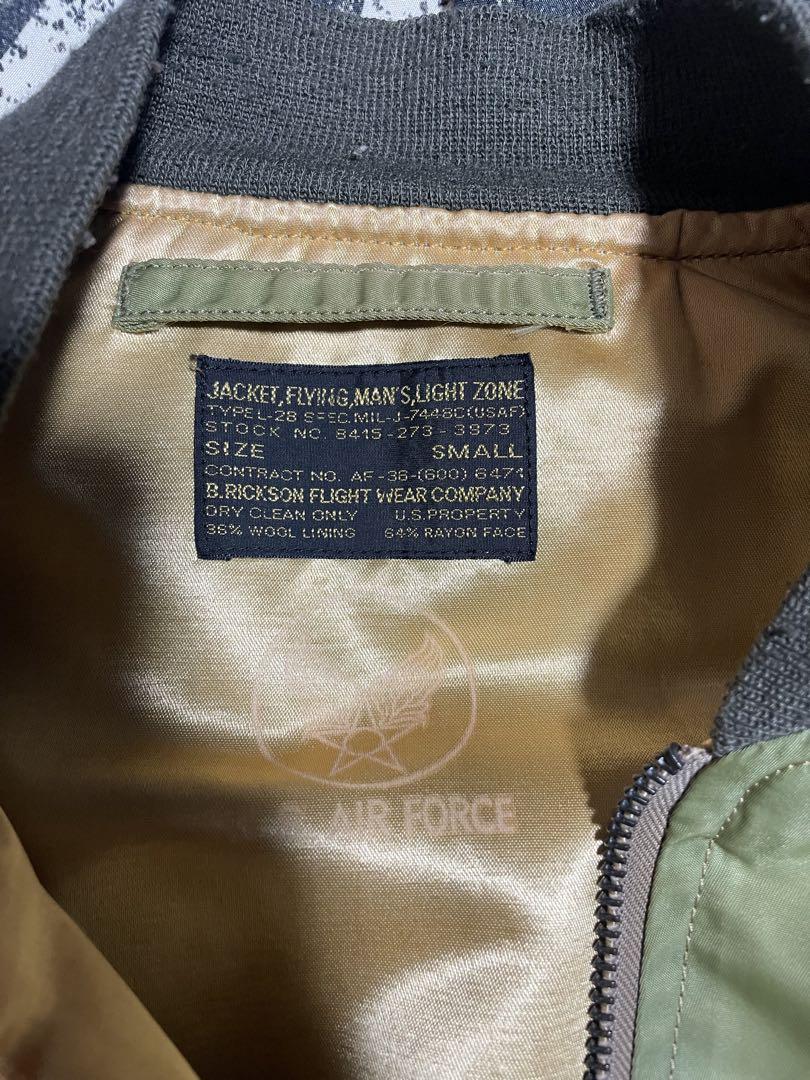 JACKET, FLYING, MAN'S, LIGHT ZONE
TYPE L-2B SPEC. MIL-J-7448C (USAF)
STOCK NO. 8415-273-3873
SIZE SMALL
CONTRACT NO. AF-36-(600) 6471
B. RICKSON FLIGHT WEAR COMPANY
DRY CLEAN ONLY U.S. PROPERTY
36% WOOL LINING 64% RAYON FACE
AIR FORCE